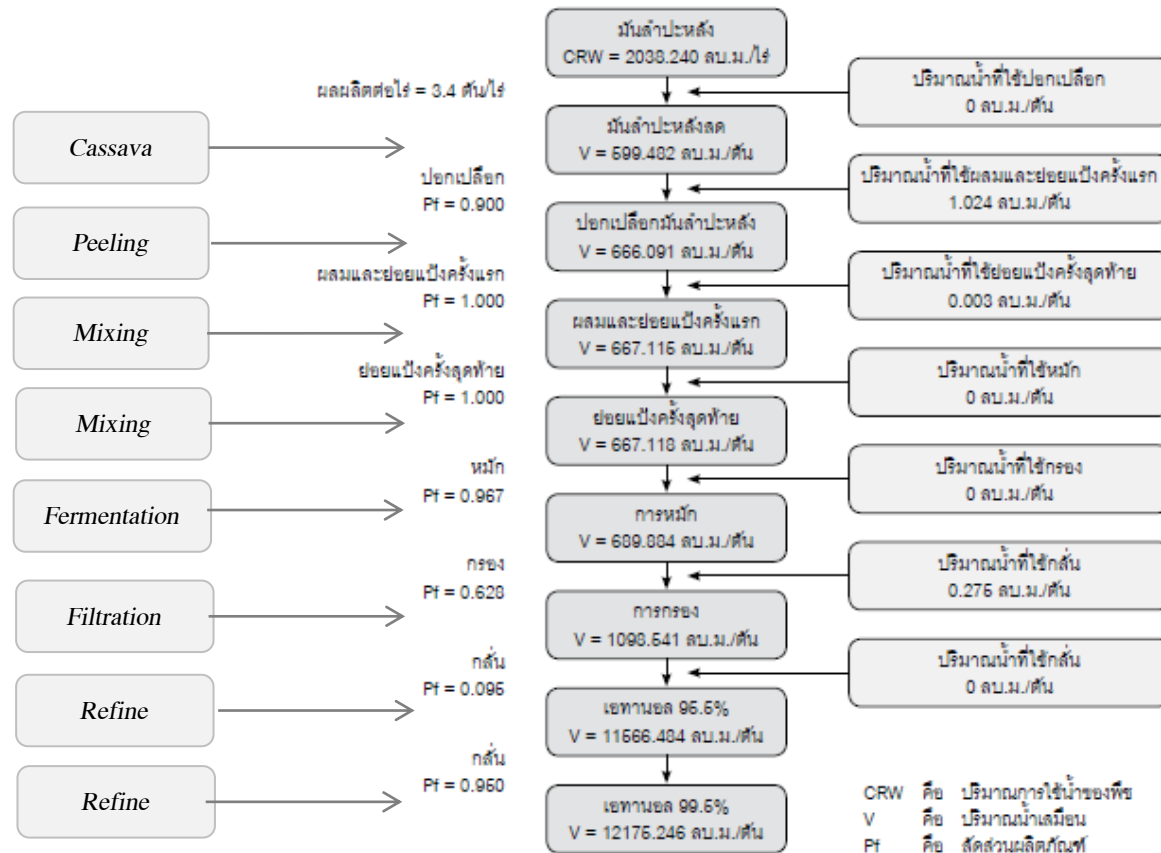 มันสำปะหลัง
CRW = 2038.240 ลบ.ม./ไร่
ผลผลิตต่อไร่ = 3.4 ตัน/ไร่
ปริมาณน้ำที่ใช้ปอกเปลือก
0 ลบ.ม./ตัน
Cassava
มันสำปะหลังสด
V = 599.482 ลบ.ม./ตัน
ปอกเปลือก
Pf = 0.900
ปริมาณน้ำที่ใช้ผสมและย่อยแป้งครั้งแรก
1.024 ลบ.ม./ตัน
Peeling
ปอกเปลือกมันสำปะหลัง
V = 666.091 ลบ.ม./ตัน
ผสมและย่อยแป้งครั้งแรก
Pf = 1.000
ปริมาณน้ำที่ใช้ย่อยแป้งครั้งสุดท้าย
0.003 ลบ.ม./ตัน
Mixing
ผสมและย่อยแป้งครั้งแรก
V = 667.115 ลบ.ม./ตัน
ย่อยแป้งครั้งสุดท้าย
Pf = 1.000
ปริมาณน้ำที่ใช้หมัก
0 ลบ.ม./ตัน
Mixing
ย่อยแป้งครั้งสุดท้าย
V = 667.118 ลบ.ม./ตัน
หมัก
Pf = 0.967
ปริมาณน้ำที่ใช้กรอง
0 ลบ.ม./ตัน
Fermentation
การหมัก
V = 689.884 ลบ.ม./ตัน
กรอง
Pf = 0.628
ปริมาณน้ำที่ใช้กลั่น
0.275 ลบ.ม./ตัน
Filtration
การกรอง
V = 1098.541 ลบ.ม./ตัน
กลั่น
Pf = 0.095
ปริมาณน้ำที่ใช้กลั่น
0 ลบ.ม./ตัน
Refine
เอทานอล 95.5%
V = 11566.484 ลบ.ม./ตัน
กลั่น
Pf = 0.950
Refine
เอทานอล 99.5%
V = 12175.246 ลบ.ม./ตัน
CRW คือ ปริมาณการใช้น้ำของพืช
V คือ ปริมาณน้ำเสมือน
Pf คือ สัดส่วนผลิตภัณฑ์